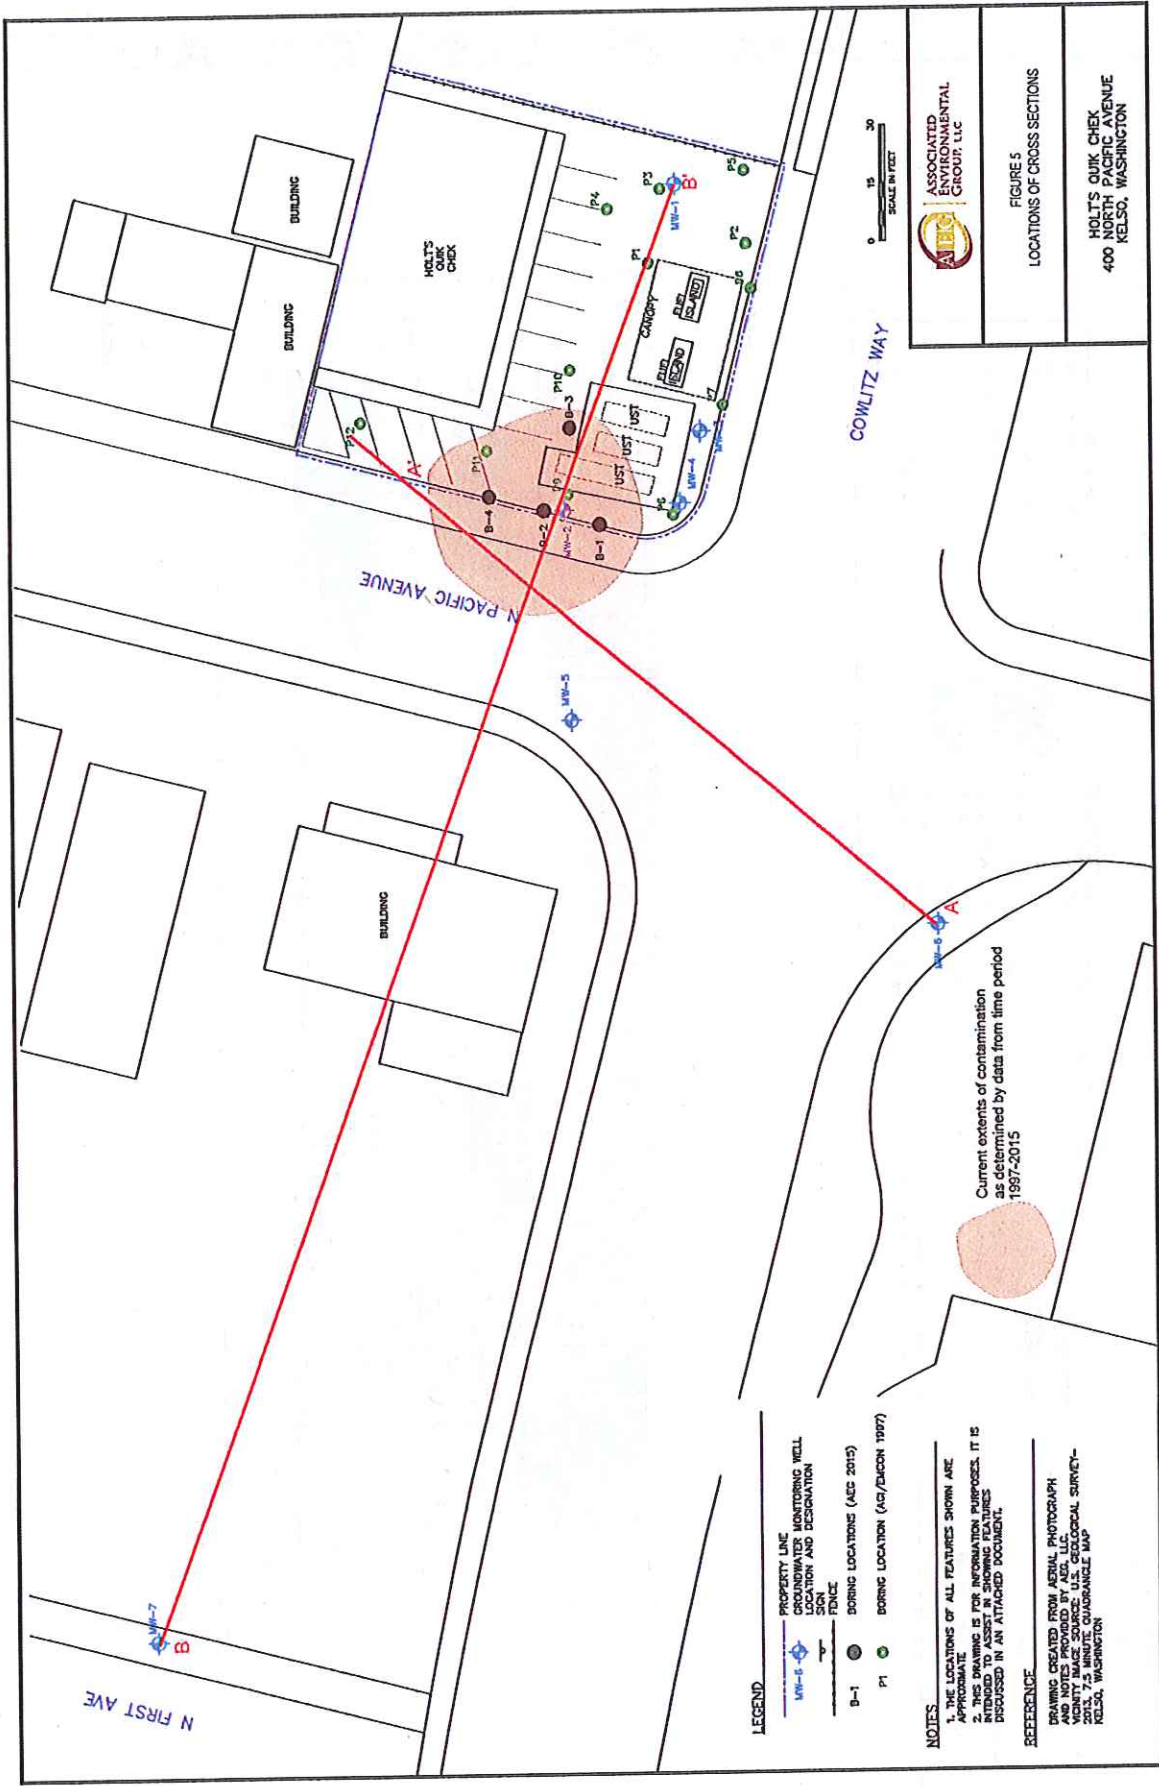 N FIRST AVE
MW-7
B
BUILDING
N PACIFIC AVENUE
MW-5
BUILDING
BUILDING
HOLT'S
QUIK
CHEK
P12
A'
P11
P10
P4
P3
MW-1
B'
P5
P2
P1
CANOPY
FUEL
ISLAND
FUEL
ISLAND
P6
P7
UST
UST
UST
B-3
B-4
B-2
MW-2
P9
B-1
MW-4
COWLITZ WAY
MW-6
A
Current extents of contamination
as determined by data from time period
1997-2015
0 15 30
SCALE IN FEET
LEGEND
PROPERTY LINE
MW-6 GROUNDWATER MONITORING WELL
LOCATION AND DESIGNATION
SIGN
FENCE
B-1 BORING LOCATIONS (AEG 2015)
P1 BORING LOCATION (AGI/EMCON 1997)
NOTES
1. THE LOCATIONS OF ALL FEATURES SHOWN ARE
APPROXIMATE
2. THIS DRAWING IS FOR INFORMATION PURPOSES. IT IS
INTENDED TO ASSIST IN SHOWING FEATURES
DISCUSSED IN AN ATTACHED DOCUMENT.
REFERENCE
DRAWING CREATED FROM AERIAL PHOTOGRAPH
AND NOTES PROVIDED BY AEG, LLC.
VICINITY IMAGE SOURCE: U.S. GEOLOGICAL SURVEY-
2013, 7.5 MINUTE QUADRANGLE MAP
KELSO, WASHINGTON
AEG
ASSOCIATED
ENVIRONMENTAL
GROUP, LLC
FIGURE 5
LOCATIONS OF CROSS SECTIONS
HOLTS QUIK CHEK
400 NORTH PACIFIC AVENUE
KELSO, WASHINGTON